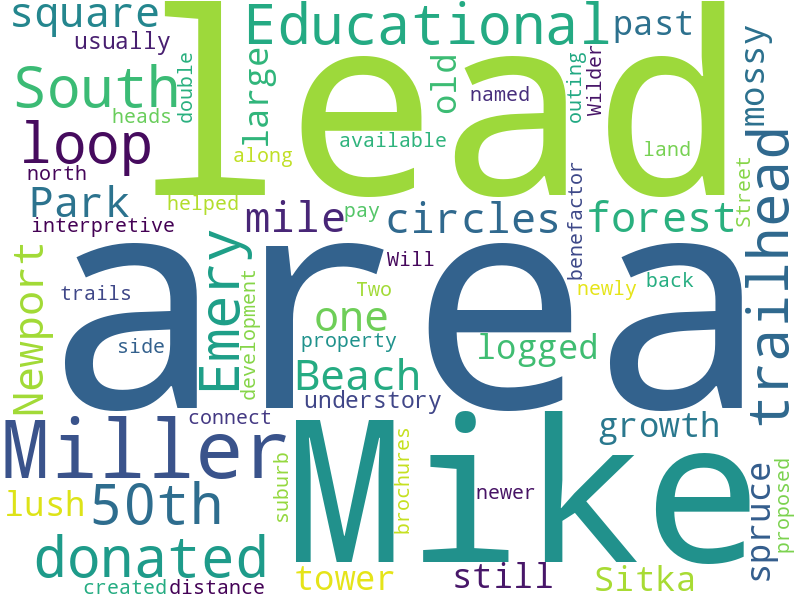 square
lead
Educational
past
usually
South
double
large
old
named
outing
Wilder
mossy
heads
available
loop
along
land
north
Park
helped
mile
pay
circles
benefactor
forest
Street
trailhead
interpretive
area
Will
Newport
trails
Emery
development
Two
newly
back
one
side
property
logged
Beach
understory
connect
Miller
Mike
growth
lush
50th
suburb
brochures
newer
spruce
proposed
donated
tower
still
Sitka
created
distance